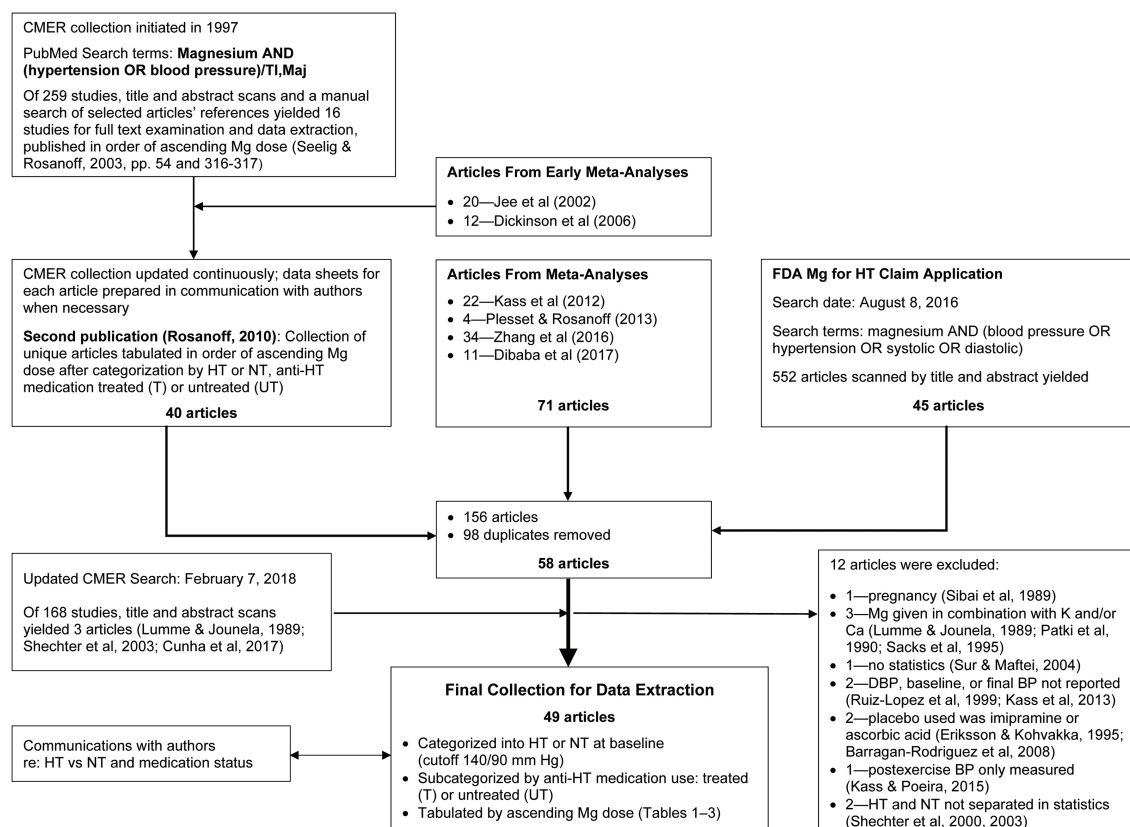 CMER collection initiated in 1997
PubMed Search terms: Magnesium AND
(hypertension OR blood pressure)/TI,Maj
Of 259 studies, title and abstract scans and a manual
search of selected articles' references yielded 16
studies for full text examination and data extraction,
published in order of ascending Mg dose (Seelig &
Rosanoff, 2003, pp. 54 and 316-317)
Articles From Early Meta-Analyses
• 20—Jee et al (2002)
• 12—Dickinson et al (2006)
CMER collection updated continuously; data sheets for
each article prepared in communication with authors
when necessary
Second publication (Rosanoff, 2010): Collection of
unique articles tabulated in order of ascending Mg
dose after categorization by HT or NT, anti-HT
medication treated (T) or untreated (UT)
40 articles
Articles From Meta-Analyses
• 22—Kass et al (2012)
• 4—Plesset & Rosanoff (2013)
• 34—Zhang et al (2016)
• 11—Dibaba et al (2017)
71 articles
FDA Mg for HT Claim Application
Search date: August 8, 2016
Search terms: magnesium AND (blood pressure OR
hypertension OR systolic OR diastolic)
552 articles scanned by title and abstract yielded
45 articles
• 156 articles
• 98 duplicates removed
58 articles
Updated CMER Search: February 7, 2018
Of 168 studies, title and abstract scans
yielded 3 articles (Lumme & Jounela, 1989;
Shechter et al, 2003; Cunha et al, 2017)
12 articles were excluded:
• 1—pregnancy (Sibai et al, 1989)
• 3—Mg given in combination with K and/or
Ca (Lumme & Jounela, 1989; Patki et al,
1990; Sacks et al, 1995)
• 1—no statistics (Sur & Maftei, 2004)
• 2—DBP, baseline, or final BP not reported
(Ruiz-Lopez et al, 1999; Kass et al, 2013)
• 2—placebo used was imipramine or
ascorbic acid (Eriksson & Kohvakka, 1995;
Barragan-Rodriguez et al, 2008)
• 1—postexercise BP only measured
(Kass & Poeira, 2015)
• 2—HT and NT not separated in statistics
(Shechter et al, 2000, 2003)
Final Collection for Data Extraction
49 articles
• Categorized into HT or NT at baseline
(cutoff 140/90 mm Hg)
• Subcategorized by anti-HT medication use: treated
(T) or untreated (UT)
• Tabulated by ascending Mg dose (Tables 1–3)
Communications with authors
re: HT vs NT and medication status